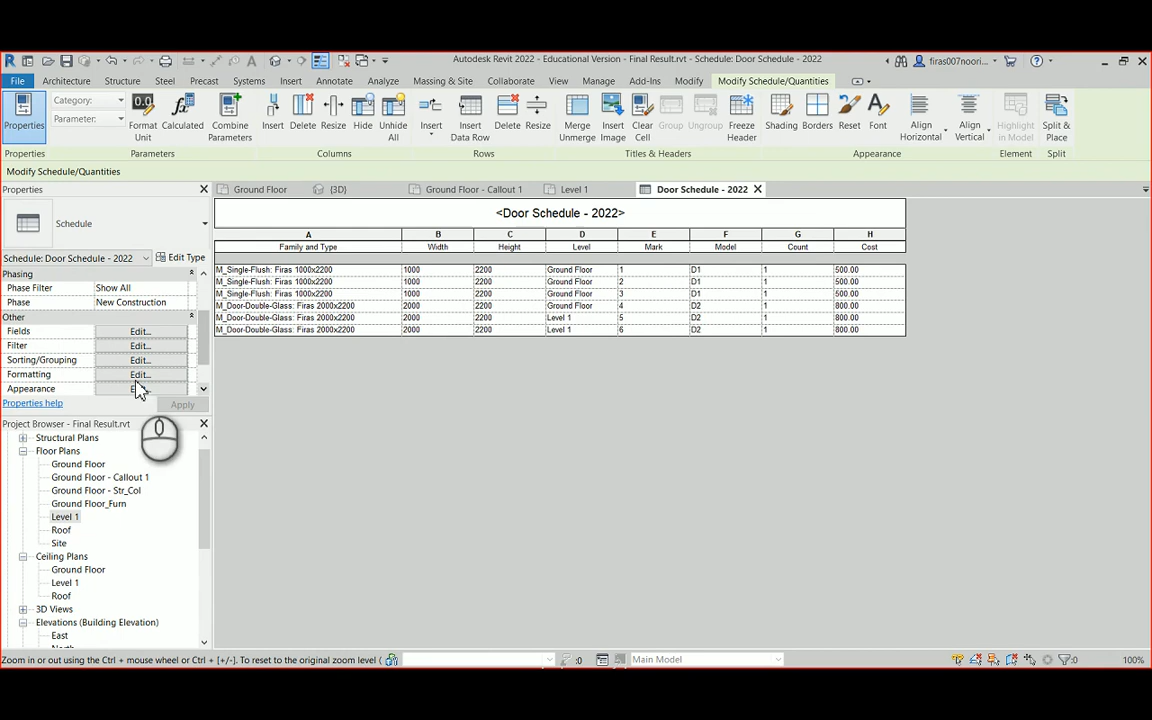 Autodesk Revit 2022 - Educational Version - Final Result.rvt - Schedule: Door Schedule - 2022
firas007noori...
File Architecture Structure Steel Precast Systems Insert Annotate Analyze Massing & Site Collaborate View Manage Add-Ins Modify Modify Schedule/Quantities
Properties
Category:
Parameter:
Format Unit
Calculated
Combine Parameters
Insert
Delete
Resize
Hide
Unhide All
Insert
Insert Data Row
Delete
Resize
Merge Unmerge
Insert Image
Clear Cell
Group
Ungroup
Freeze Header
Shading
Borders
Reset
Font
Align Horizontal
Align Vertical
Highlight in Model
Split & Place
Properties Parameters Columns Rows Titles & Headers Appearance Element Split
Modify Schedule/Quantities
Properties
Ground Floor {3D} Ground Floor - Callout 1 Level 1 Door Schedule - 2022
Schedule
Schedule: Door Schedule - 2022 Edit Type
Phasing
Phase Filter Show All
Phase New Construction
Other
Fields Edit...
Filter Edit...
Sorting/Grouping Edit...
Formatting Edit...
Appearance
Properties help Apply
Project Browser - Final Result.rvt
Structural Plans
Floor Plans
Ground Floor
Ground Floor - Callout 1
Ground Floor - Str_Col
Ground Floor_Furn
Level 1
Roof
Site
Ceiling Plans
Ground Floor
Level 1
Roof
3D Views
Elevations (Building Elevation)
East
<Door Schedule - 2022>
A B C D E F G H
Family and Type Width Height Level Mark Model Count Cost
M_Single-Flush: Firas 1000x2200 1000 2200 Ground Floor 1 D1 1 500.00
M_Single-Flush: Firas 1000x2200 1000 2200 Ground Floor 2 D1 1 500.00
M_Single-Flush: Firas 1000x2200 1000 2200 Ground Floor 3 D1 1 500.00
M_Door-Double-Glass: Firas 2000x2200 2000 2200 Ground Floor 4 D2 1 800.00
M_Door-Double-Glass: Firas 2000x2200 2000 2200 Level 1 5 D2 1 800.00
M_Door-Double-Glass: Firas 2000x2200 2000 2200 Level 1 6 D2 1 800.00
Zoom in or out using the Ctrl + mouse wheel or Ctrl + [+/-]. To reset to the original zoom level ( :0 Main Model :0 100%